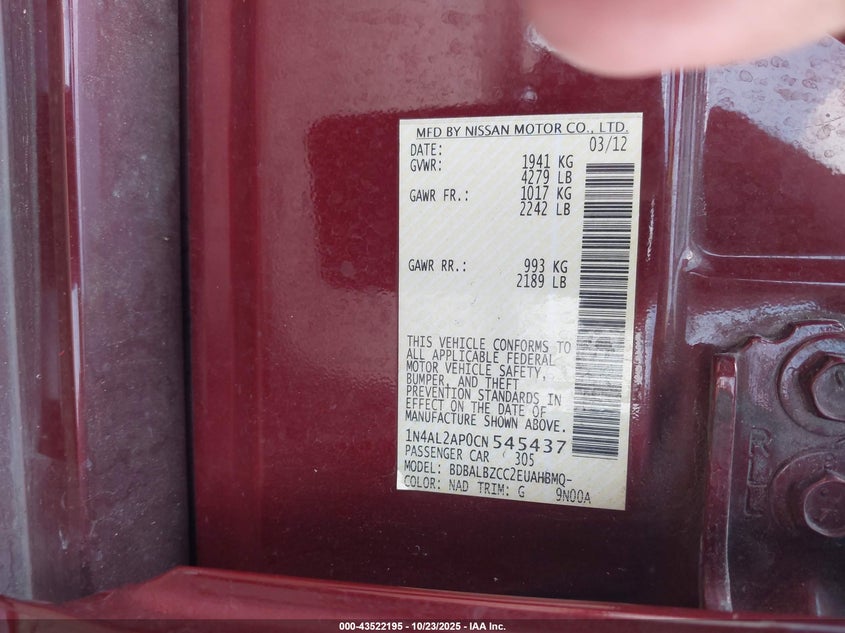 MFD BY NISSAN MOTOR CO., LTD.
DATE: 03/12
GVWR: 1941 KG
4279 LB
GAWR FR.: 1017 KG
2242 LB
GAWR RR.: 993 KG
2189 LB
THIS VEHICLE CONFORMS TO
ALL APPLICABLE FEDERAL
MOTOR VEHICLE SAFETY,
BUMPER, AND THEFT
PREVENTION STANDARDS IN
EFFECT ON THE DATE OF
MANUFACTURE SHOWN ABOVE.
1N4AL2AP0CN545437
PASSENGER CAR 305
MODEL: BDBALBZCC2EUAHBMQ-
COLOR: NAD TRIM: G 9N00A
000-43522195 - 10/23/2025 - IAA Inc.